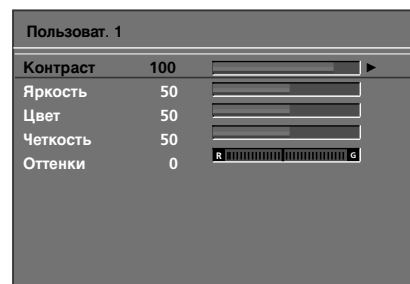 Пользоват. 1
Контраст 100
Яркость 50
Цвет 50
Четкость 50
Оттенки 0 R G